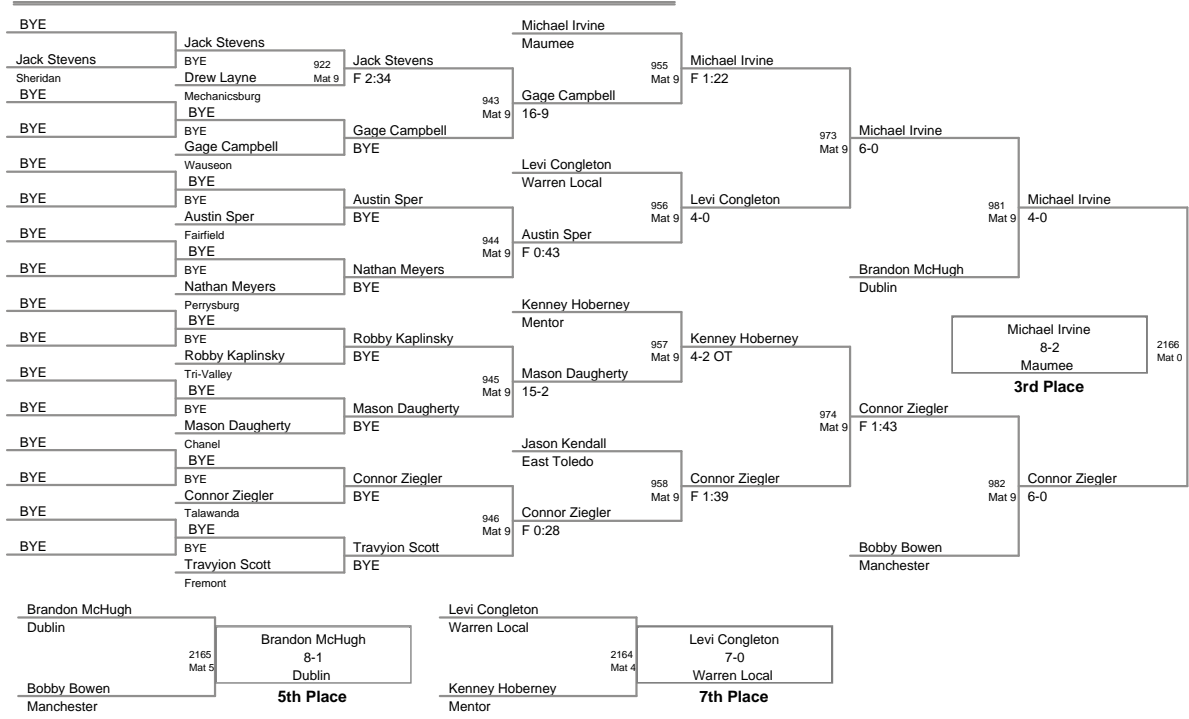 BYE
Jack Stevens
Sheridan
BYE
BYE
BYE
BYE
BYE
BYE
BYE
BYE
BYE
BYE
BYE
BYE
BYE
BYE
Jack Stevens
BYE
Drew Layne
Mechanicsburg
922
Mat 9
BYE
BYE
Gage Campbell
Wauseon
BYE
BYE
Austin Sper
Fairfield
BYE
BYE
Nathan Meyers
Perrysburg
BYE
BYE
Robby Kaplinsky
Tri-Valley
BYE
BYE
Mason Daugherty
Chanel
BYE
BYE
Connor Ziegler
Talawanda
BYE
BYE
Travyion Scott
Fremont
Jack Stevens
F 2:34
943
Mat 9
Gage Campbell
BYE
Austin Sper
BYE
944
Mat 9
Nathan Meyers
BYE
Robby Kaplinsky
BYE
945
Mat 9
Mason Daugherty
BYE
Connor Ziegler
BYE
946
Mat 9
Travyion Scott
BYE
Michael Irvine
Maumee
955
Mat 9
Gage Campbell
16-9
Levi Congleton
Warren Local
956
Mat 9
Austin Sper
F 0:43
Kenney Hoberney
Mentor
957
Mat 9
Mason Daugherty
15-2
Jason Kendall
East Toledo
958
Mat 9
Connor Ziegler
F 0:28
Michael Irvine
F 1:22
973
Mat 9
Levi Congleton
4-0
Kenney Hoberney
4-2 OT
974
Mat 9
Connor Ziegler
F 1:39
Michael Irvine
6-0
981
Mat 9
Brandon McHugh
Dublin
Connor Ziegler
F 1:43
982
Mat 9
Bobby Bowen
Manchester
Michael Irvine
4-0
Michael Irvine
8-2
Maumee
2166
Mat 0
3rd Place
Connor Ziegler
6-0
Brandon McHugh
Dublin
2165
Mat 5
Bobby Bowen
Manchester
Brandon McHugh
8-1
Dublin
5th Place
Levi Congleton
Warren Local
2164
Mat 4
Kenney Hoberney
Mentor
Levi Congleton
7-0
Warren Local
7th Place